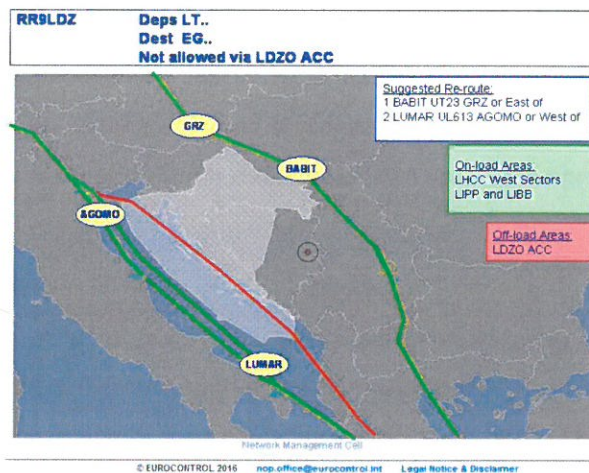 RR9LDZ
Deps LT..
Dest EG..
Not allowed via LDZO ACC
Suggested Re-route:
1 BABIT UT23 GRZ or East of
2 LUMAR UL613 AGOMO or West of
GRZ
BABIT
On-load Areas:
LHCC West Sectors
LIPP and LIBB
AGOMO
Off-load Areas:
LDZO ACC
LUMAR
Network Management Cell
© EUROCONTROL 2016 nop.office@eurocontrol.int Legal Notice & Disclaimer